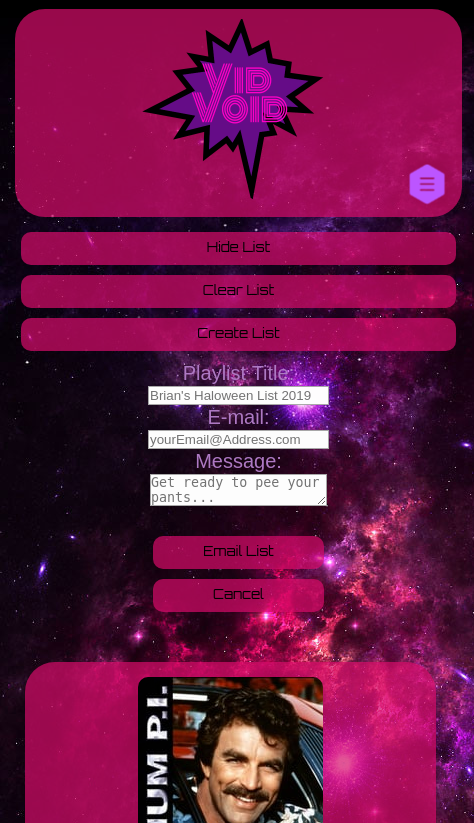 VID
VOID
Hide List
Clear List
Create List
Playlist Title:
Brian's Haloween List 2019
E-mail:
yourEmail@Address.com
Message:
Get ready to pee your
pants...
Email List
Cancel
UM P.I.